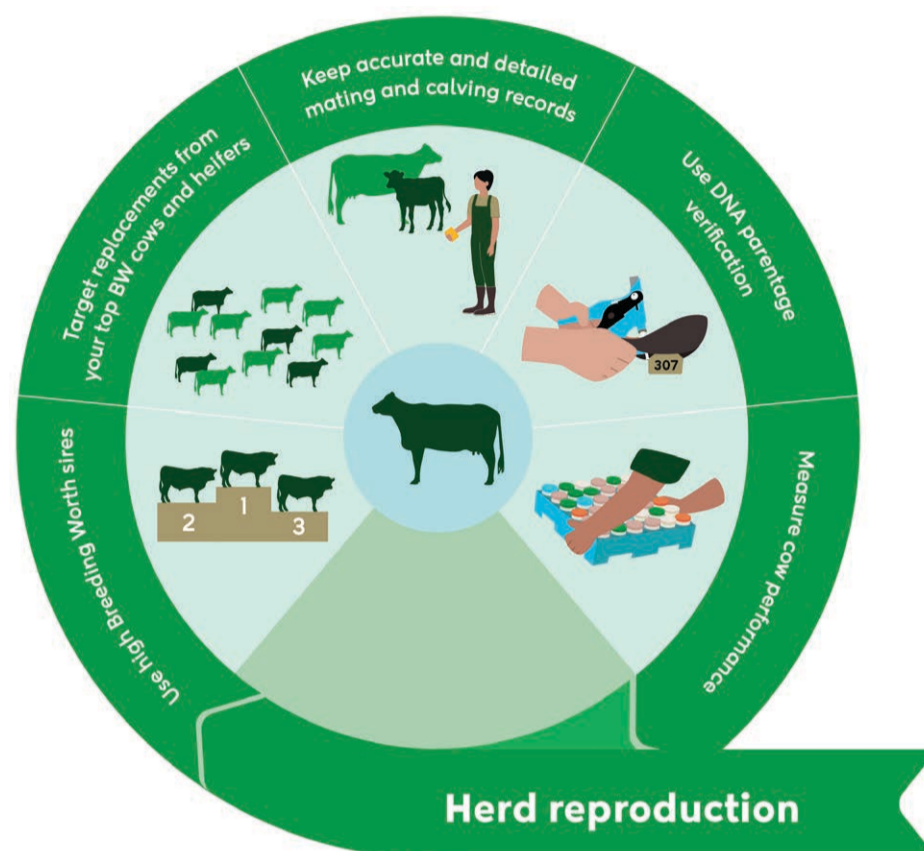 Keep accurate and detailed
mating and calving records
Use DNA parentage
verification
Measure cow performance
Target replacements from
your top BW cows and heifers
Use high Breeding Worth sires
307
2
1
3
Herd reproduction